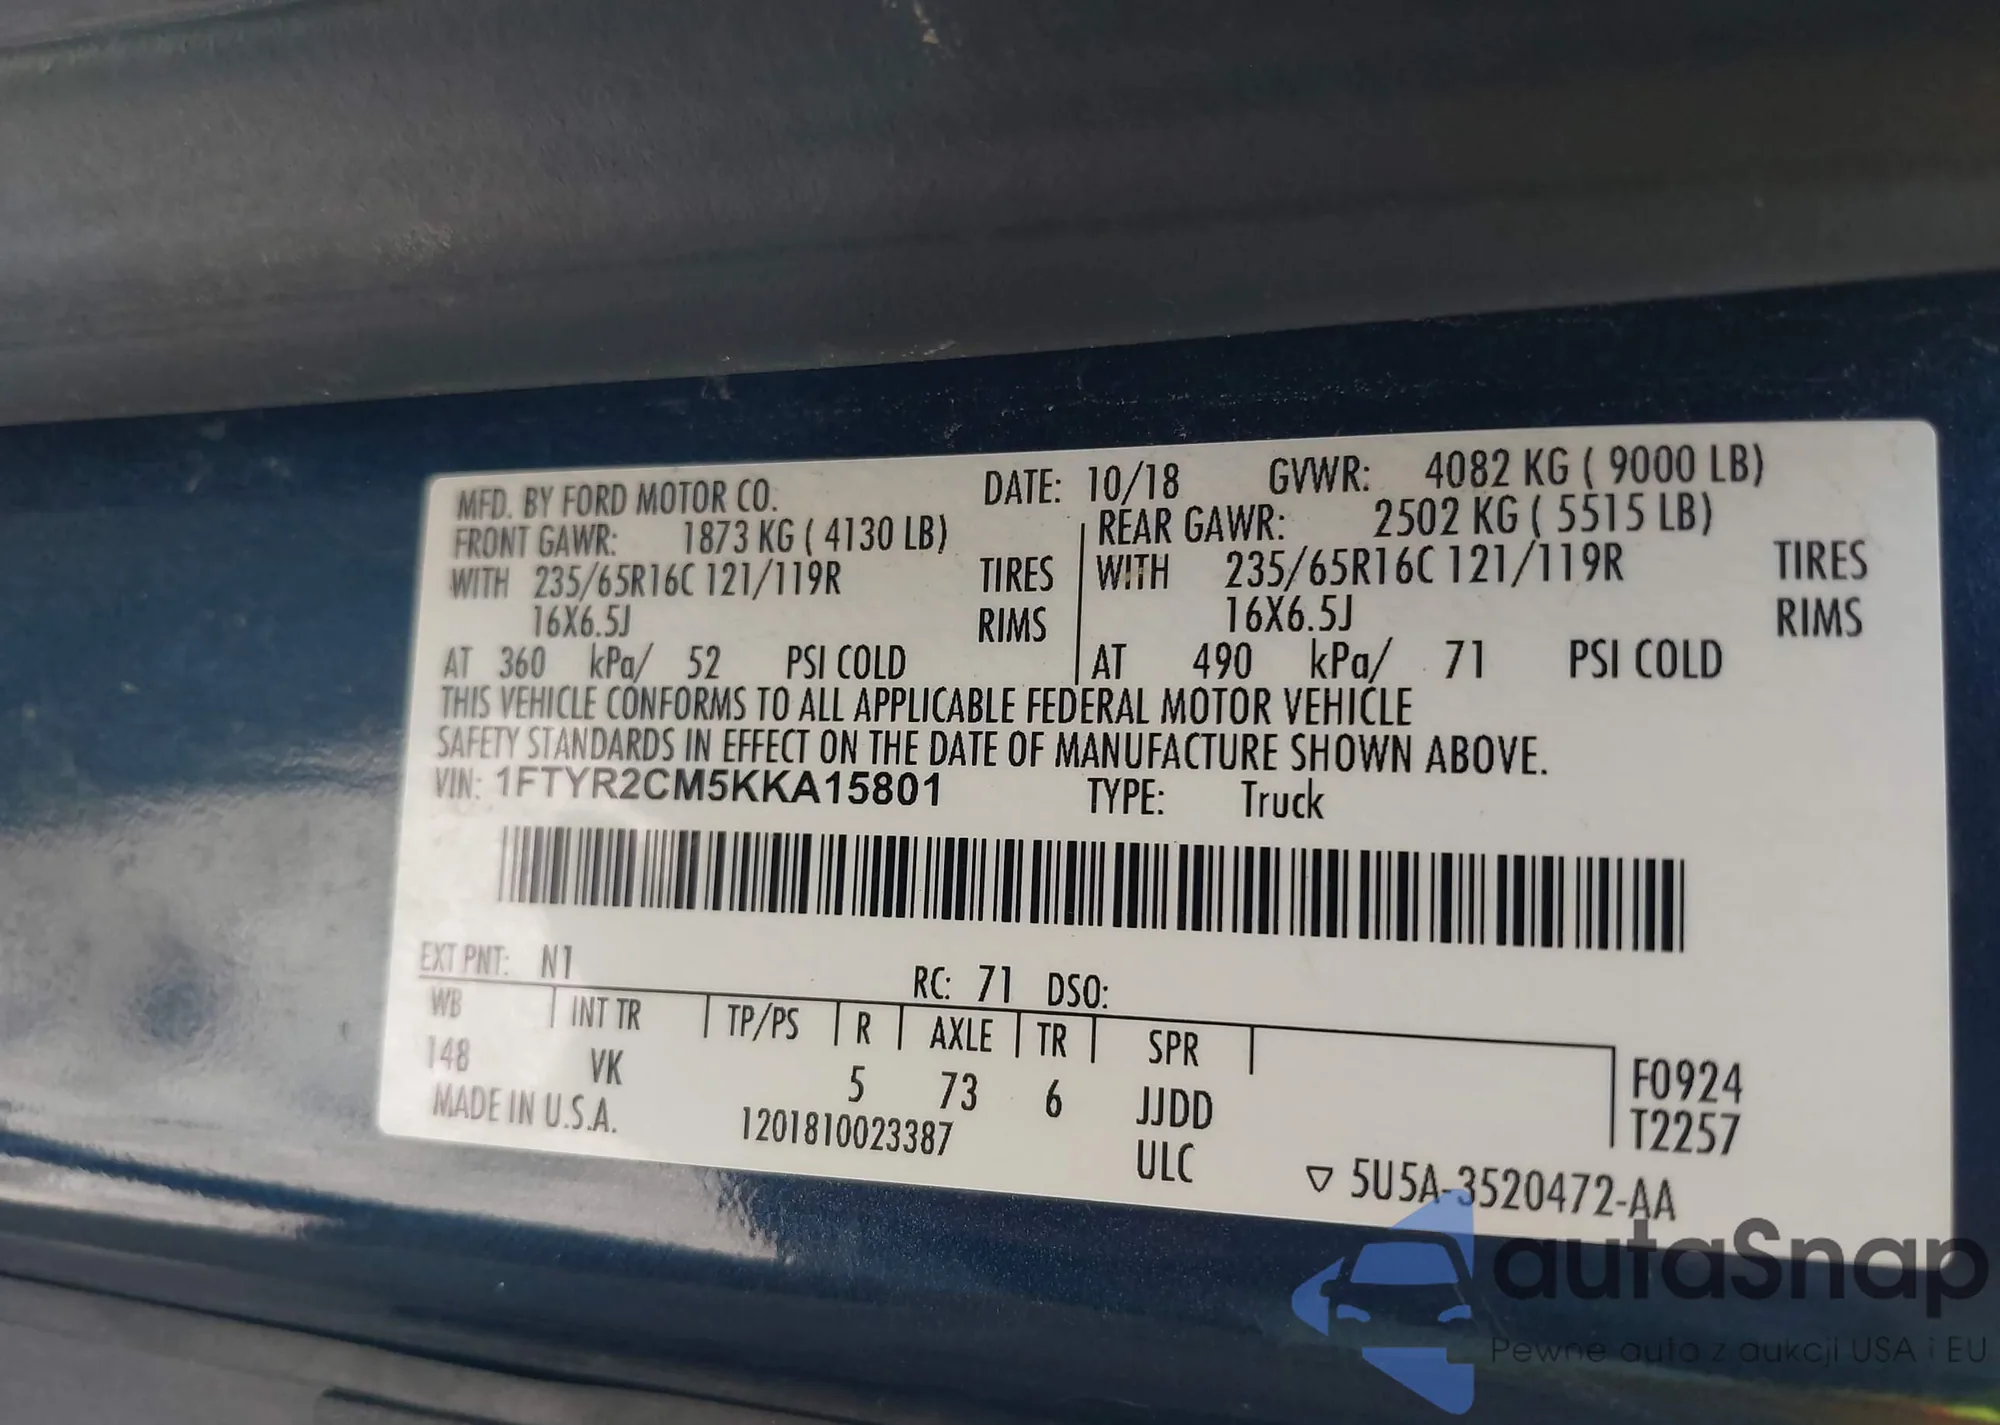 MFD. BY FORD MOTOR CO. DATE: 10/18 GVWR: 4082 KG ( 9000 LB)
FRONT GAWR: 1873 KG ( 4130 LB) REAR GAWR: 2502 KG ( 5515 LB)
WITH 235/65R16C 121/119R TIRES WITH 235/65R16C 121/119R TIRES
16X6.5J RIMS 16X6.5J RIMS
AT 360 kPa/ 52 PSI COLD AT 490 kPa/ 71 PSI COLD
THIS VEHICLE CONFORMS TO ALL APPLICABLE FEDERAL MOTOR VEHICLE
SAFETY STANDARDS IN EFFECT ON THE DATE OF MANUFACTURE SHOWN ABOVE.
VIN: 1FTYR2CM5KKA15801 TYPE: Truck
EXT PNT: N1 RC: 71 DSO:
WB INT TR TP/PS R AXLE TR SPR
148 VK 5 73 6 JJDD F0924
MADE IN U.S.A. 1201810023387 ULC T2257
▽ 5U5A-3520472-AA
autaSnap
Pewne auta z aukcji USA i EU